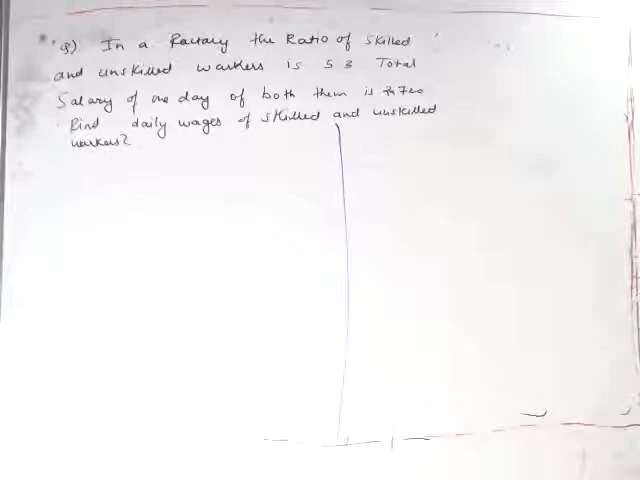 Q) In a Factory the Ratio of Skilled
and unskilled workers is 5 3 Total
Salary of one day of both them is ₹ 720
Find daily wages of skilled and unskilled
workers?